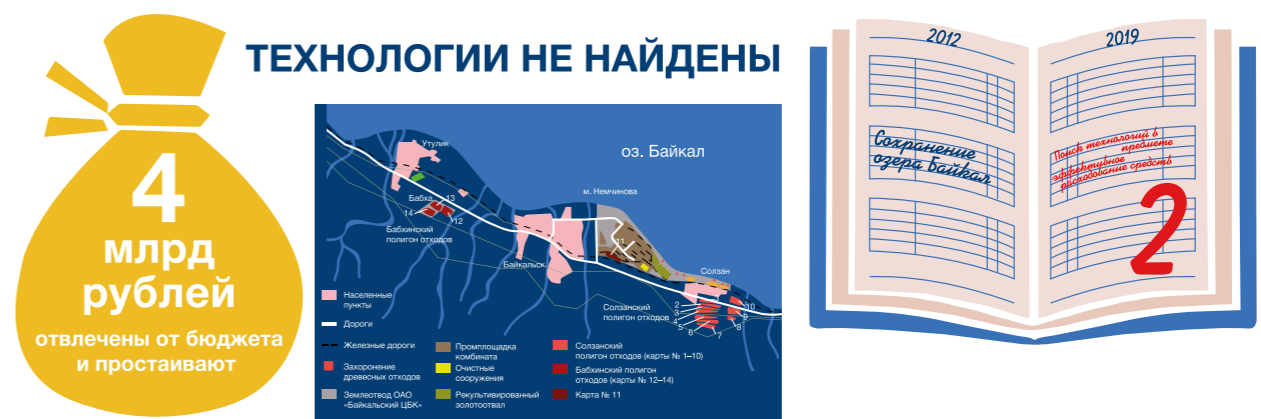 ТЕХНОЛОГИИ НЕ НАЙДЕНЫ
4
млрд
рублей
отвлечены от бюджета
и простаивают
оз. Байкал
Утулик
м. Немчинова
Бабха
13
14
12
Бабхинский
полигон отходов
11
Байкальск
Солзан
Солзанский
полигон отходов
1
2
3
4
5
6
7
8
9
10
Населенные
пункты
Дороги
Железные дороги
Захоронение
древесных отходов
Землеотвод ОАО
«Байкальский ЦБК»
Промплощадка
комбината
Очистные
сооружения
Рекультивированный
золоотвал
Солзанский
полигон отходов (карты № 1–10)
Бабхинский полигон
отходов (карты № 12–14)
Карта № 11
2012
Сохранение
озера Байкал
2019
Поиск технологий в
предмете
эффективное
расходование средств
2